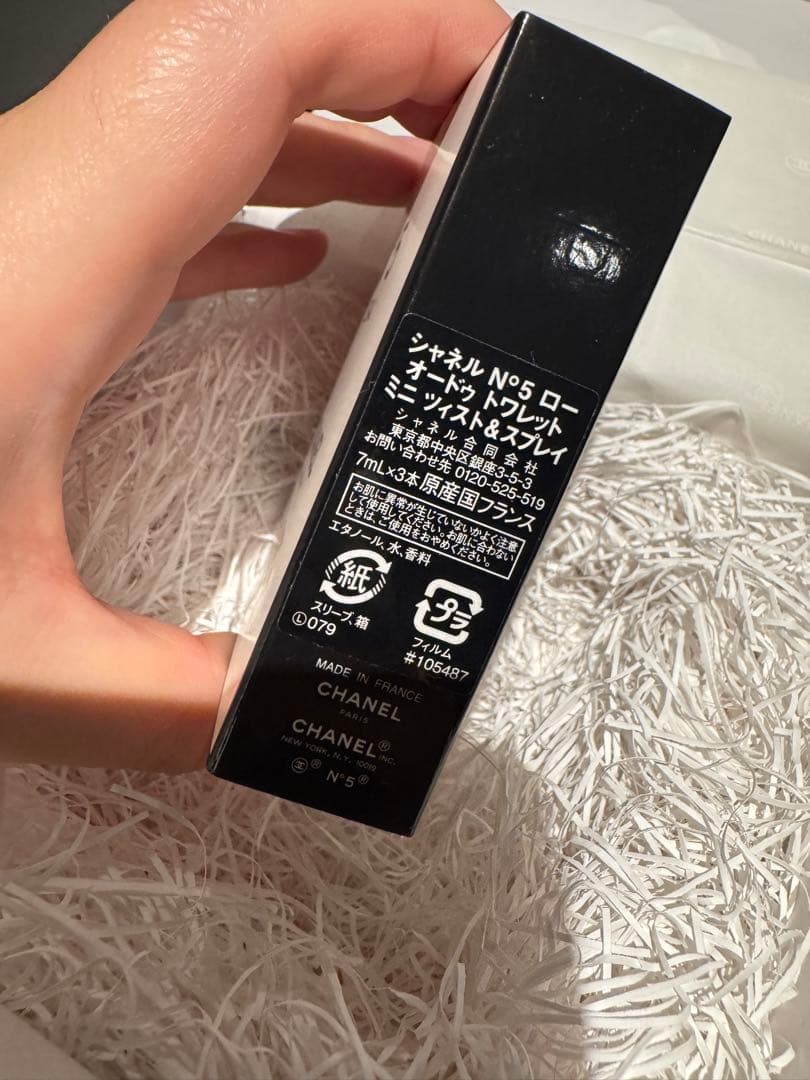 シャネル N°5 ロー
オードゥ トワレット
ミニ ツィスト&スプレイ
シャネル合同会社
東京都中央区銀座3-5-3
お問い合わせ先 0120-525-519
7mL×3本 原産国フランス
お肌に異常が生じていないかよく注意
して使用してください。お肌に合わない
ときは、ご使用をおやめください。
エタノール、水、香料
紙
プラ
スリーブ、箱
フィルム
Ⓛ079
#105487
MADE IN FRANCE
CHANEL
PARIS
CHANEL® INC.
NEW YORK, N.Y. 10019
® N°5®